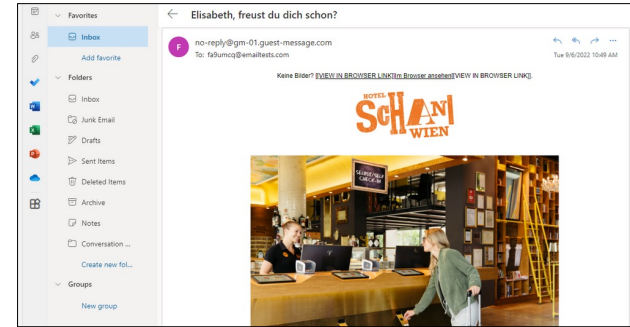 Favorites
Inbox
Add favorite
Folders
Inbox
Junk Email
Drafts
Sent Items
Deleted Items
Archive
Notes
Conversation ...
Create new fol...
Groups
New group
Elisabeth, freust du dich schon?
F
no-reply@gm-01.guest-message.com
To: fa9umcq@emailtests.com
Tue 9/6/2022 10:49 AM
Keine Bilder? [[VIEW IN BROWSER LINK]]Im Browser ansehen[[VIEW IN BROWSER LINK]].
HOTEL
SCHANI
WIEN
CHECK-IN